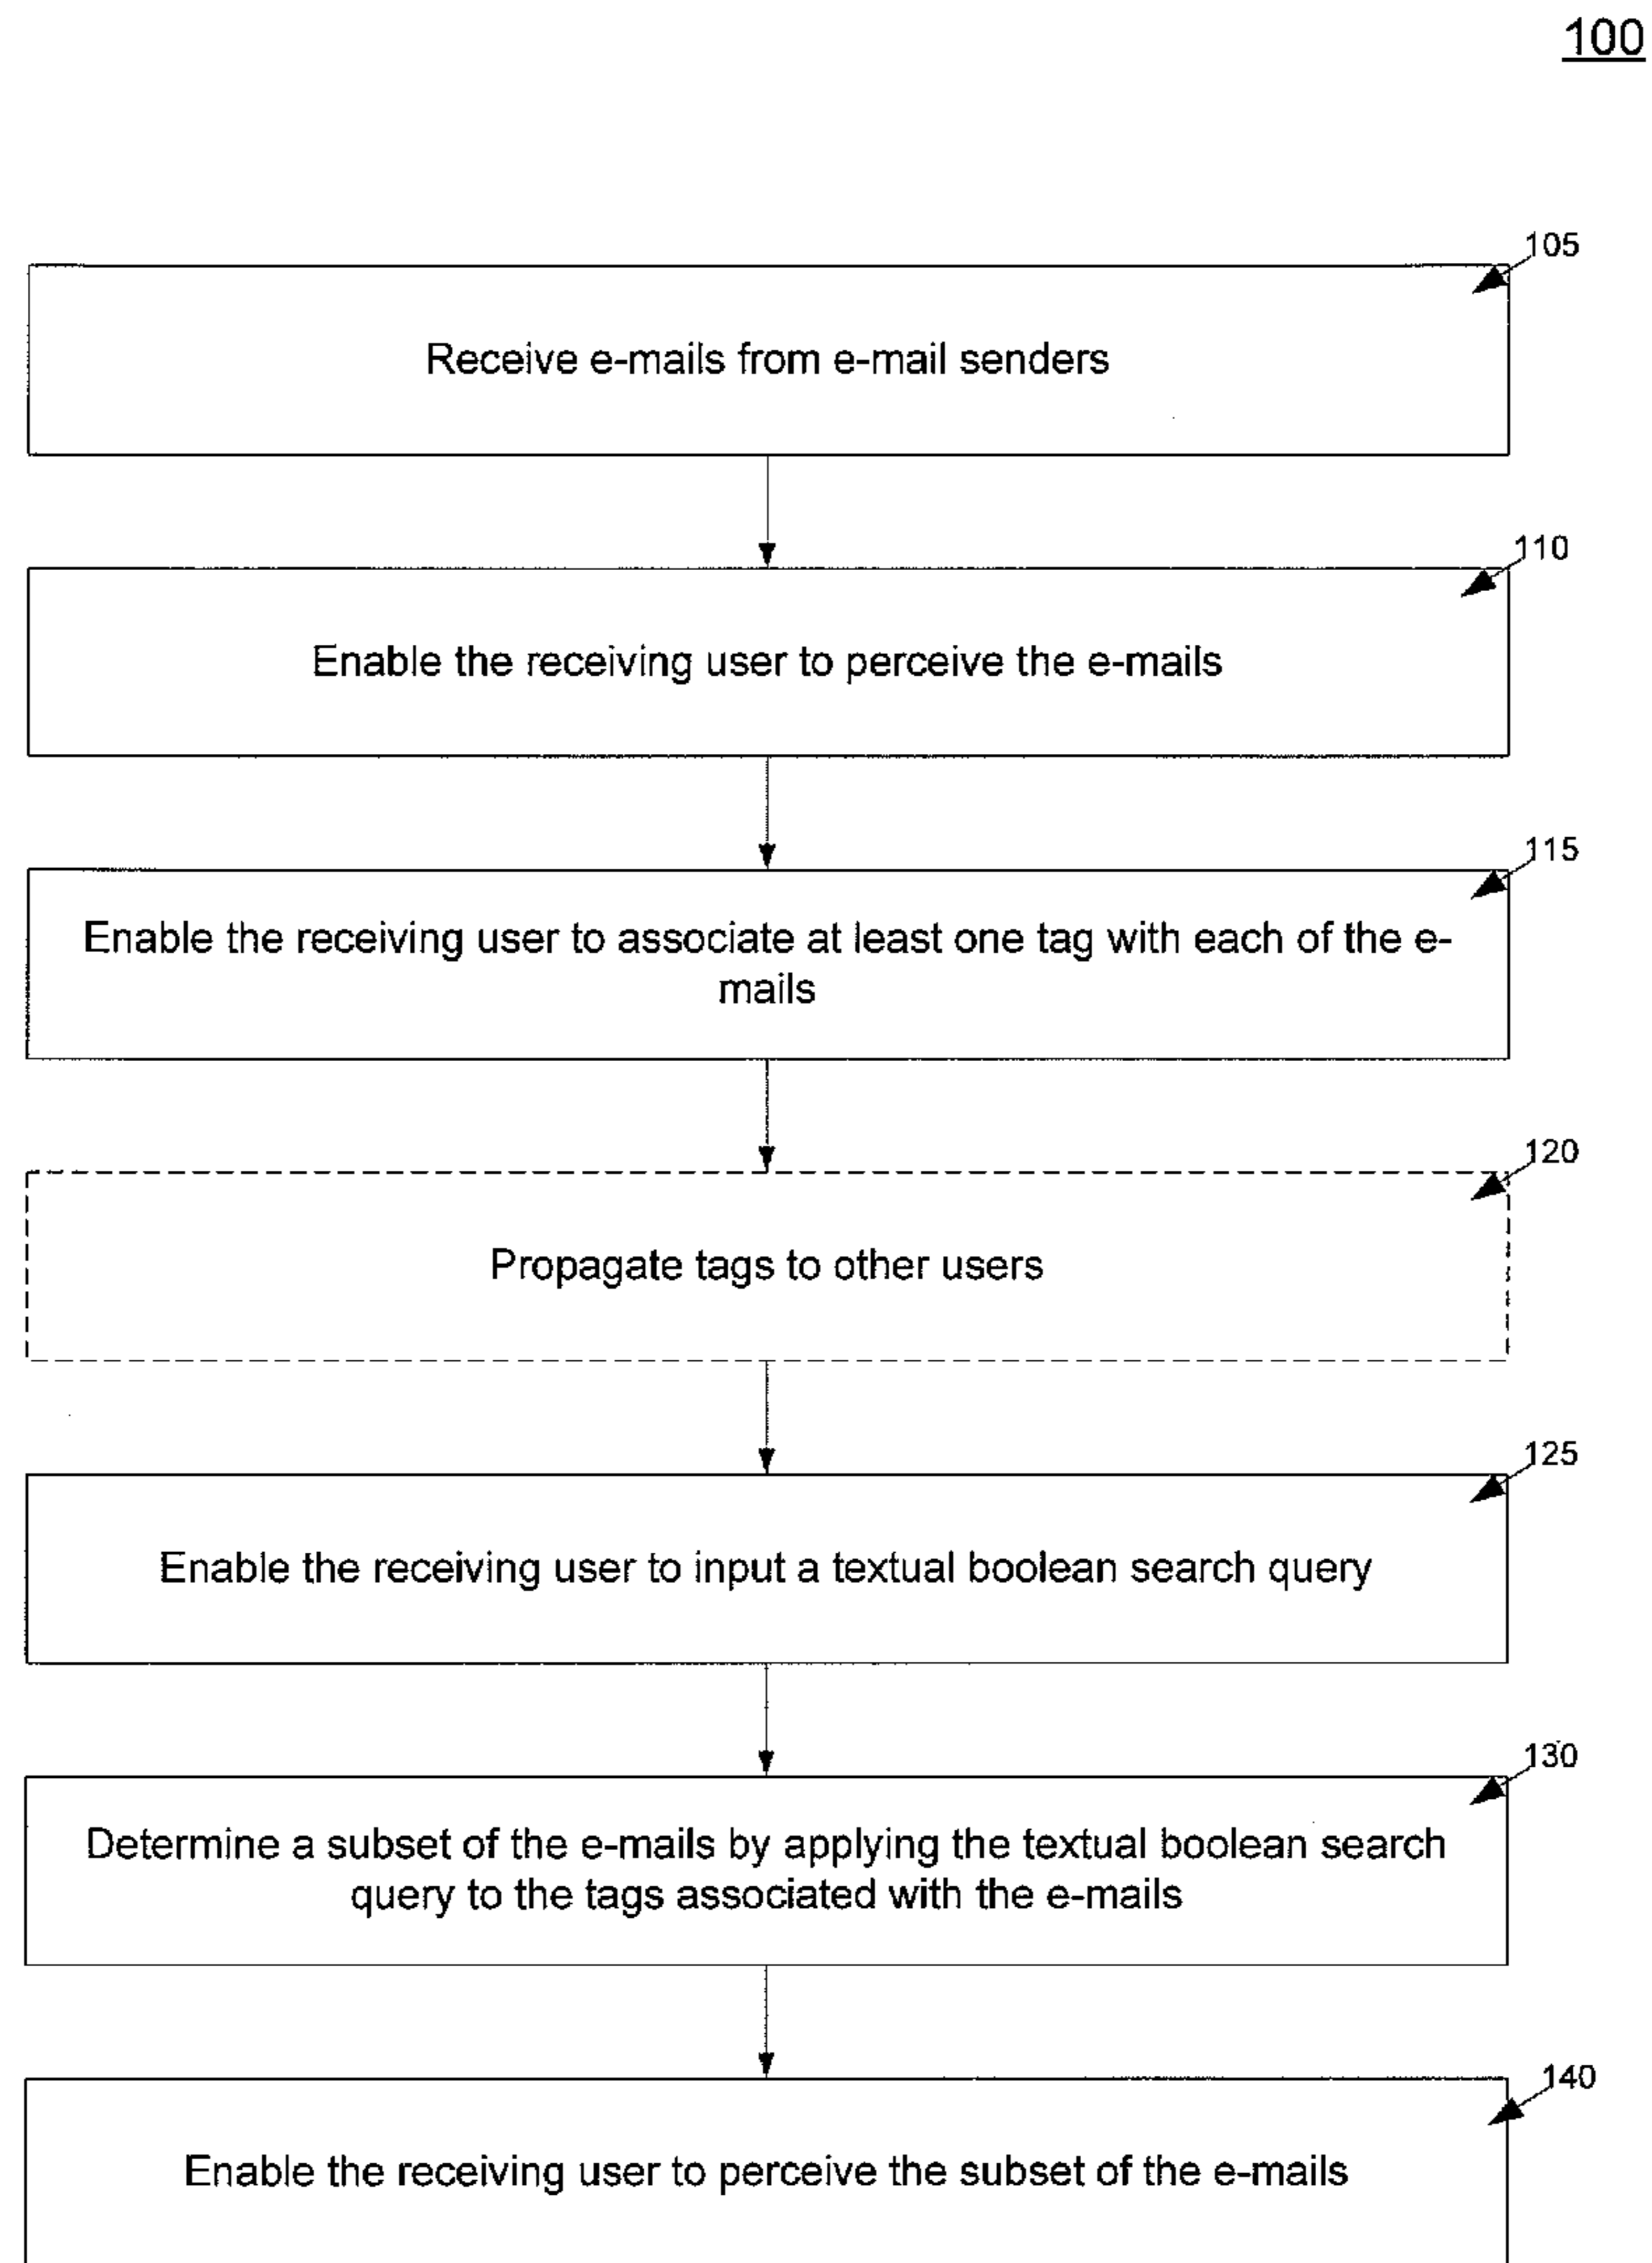 100
105
Receive e-mails from e-mail senders
110
Enable the receiving user to perceive the e-mails
115
Enable the receiving user to associate at least one tag with each of the e-
mails
120
Propagate tags to other users
125
Enable the receiving user to input a textual boolean search query
130
Determine a subset of the e-mails by applying the textual boolean search
query to the tags associated with the e-mails
140
Enable the receiving user to perceive the subset of the e-mails